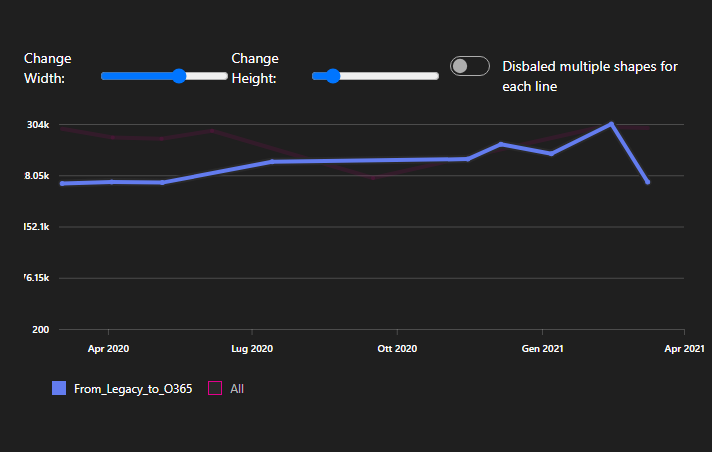 Change
Width:
Change
Height:
Disbaled multiple shapes for
each line
304k
8.05k
152.1k
76.15k
200
Apr 2020
Lug 2020
Ott 2020
Gen 2021
Apr 2021
From_Legacy_to_O365
All